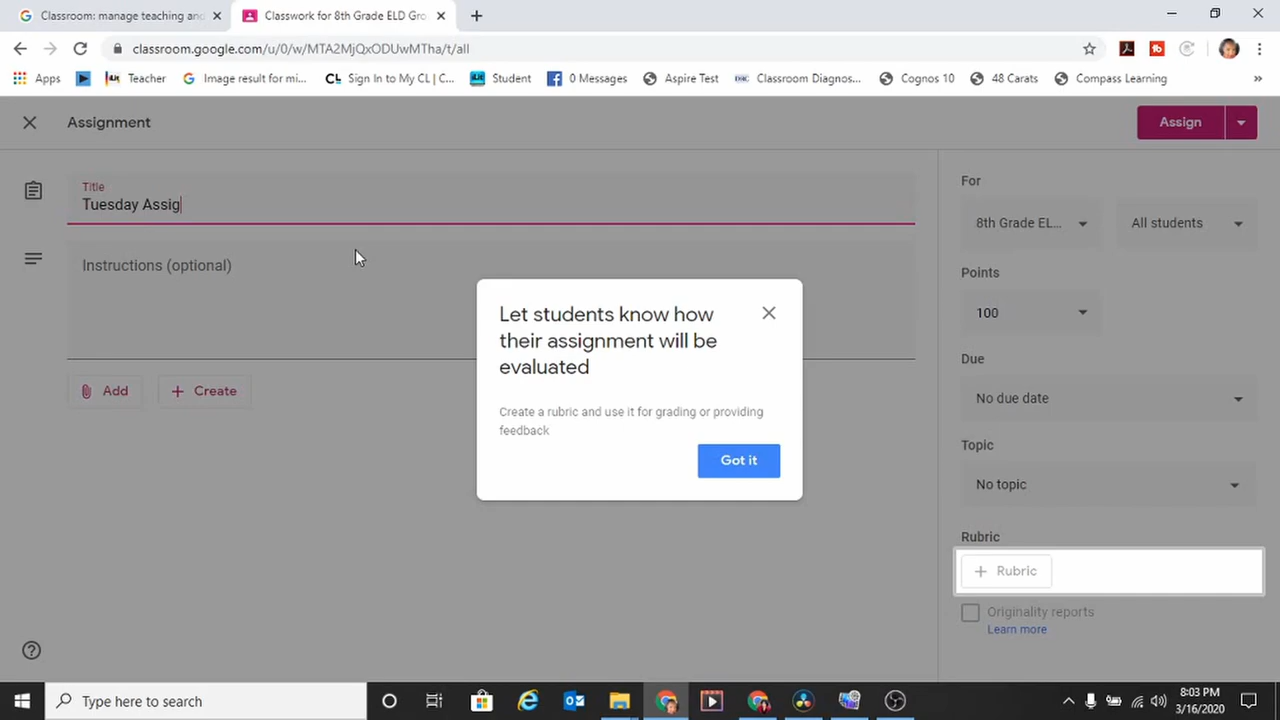 Classroom: manage teaching and
Classwork for 8th Grade ELD Gro
classroom.google.com/u/0/w/MTA2MjQxODUwMTha/t/all
Apps
Teacher
Image result for mi...
CL Sign In to My CL | C...
Student
0 Messages
Aspire Test
Classroom Diagnos...
Cognos 10
48 Carats
Compass Learning
Assignment
Assign
Title
Tuesday Assig
Instructions (optional)
Add
Create
Let students know how
their assignment will be
evaluated
Create a rubric and use it for grading or providing
feedback
Got it
For
8th Grade EL...
All students
Points
100
Due
No due date
Topic
No topic
Rubric
+ Rubric
Originality reports
Learn more
Type here to search
8:03 PM
3/16/2020